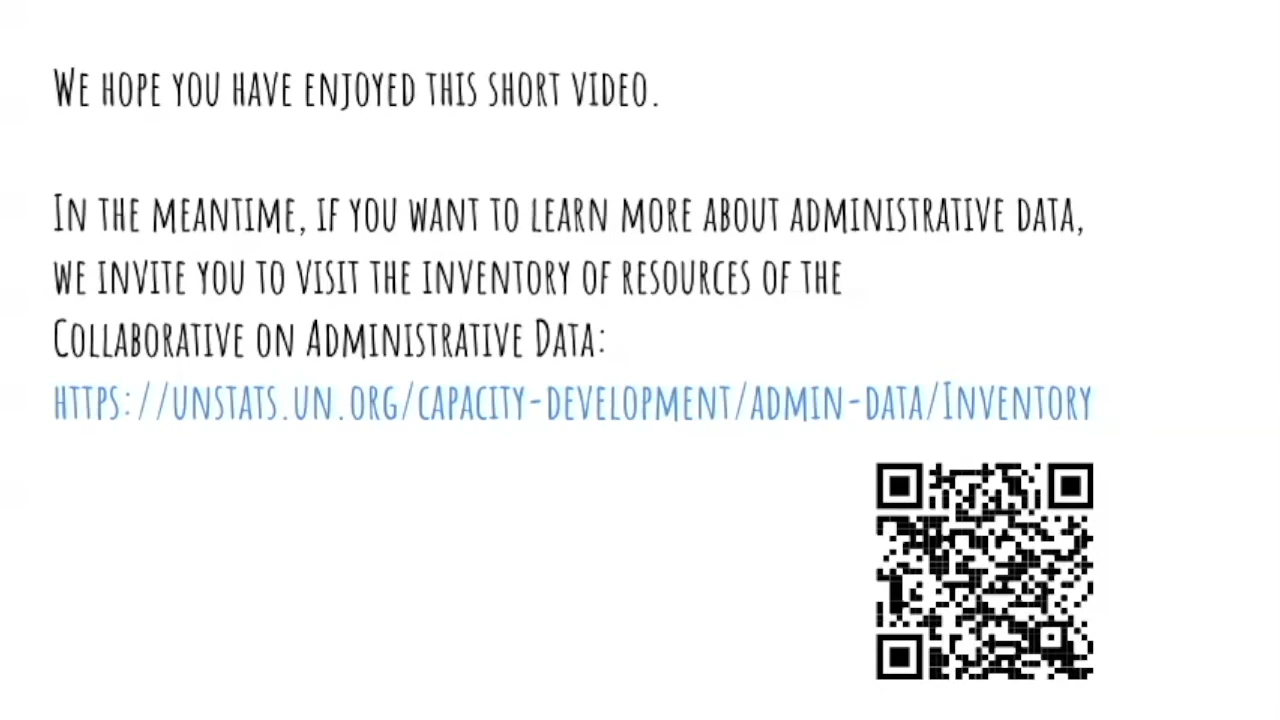 We hope you have enjoyed this short video.
In the meantime, if you want to learn more about administrative data,
we invite you to visit the inventory of resources of the
Collaborative on Administrative Data:
https://unstats.un.org/capacity-development/admin-data/Inventory